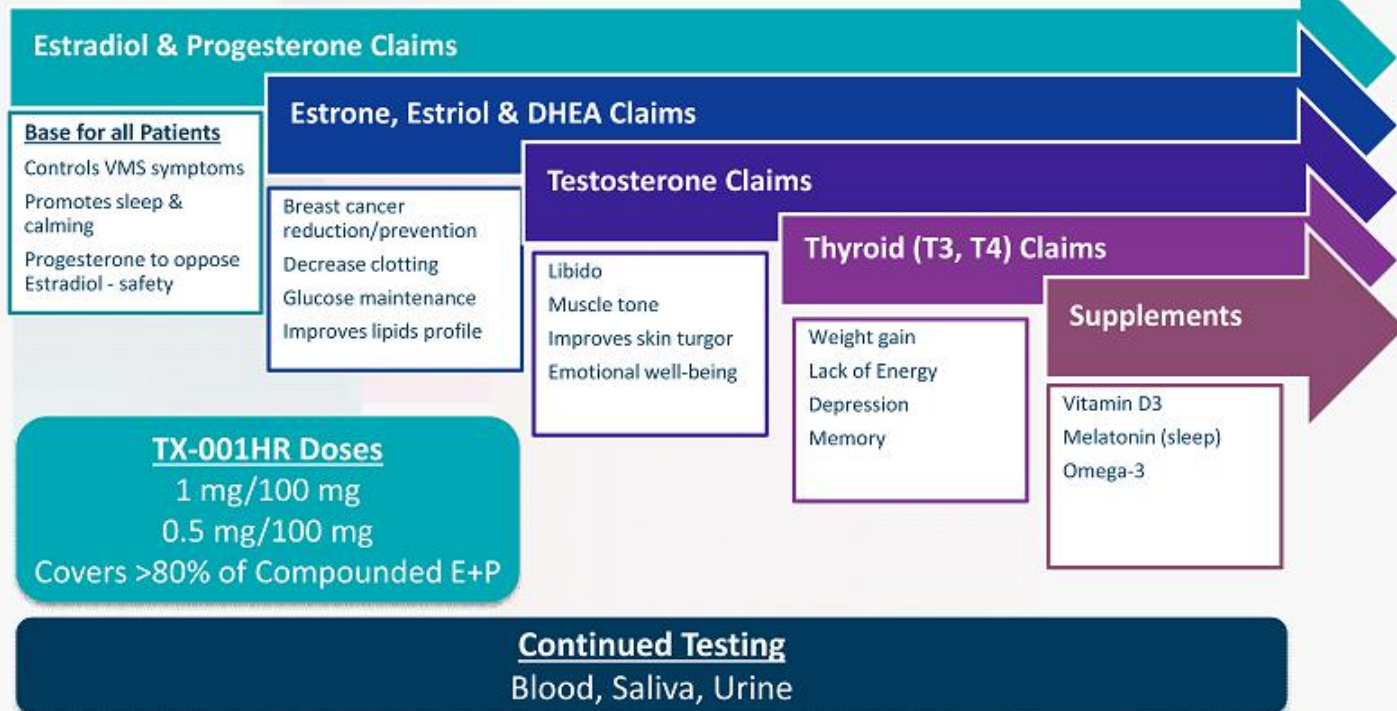 Estradiol & Progesterone Claims
Base for all Patients
Controls VMS symptoms
Promotes sleep &
calming
Progesterone to oppose
Estradiol - safety
Estrone, Estriol & DHEA Claims
Breast cancer
reduction/prevention
Decrease clotting
Glucose maintenance
Improves lipids profile
Testosterone Claims
Libido
Muscle tone
Improves skin turgor
Emotional well-being
Thyroid (T3, T4) Claims
Weight gain
Lack of Energy
Depression
Memory
Supplements
Vitamin D3
Melatonin (sleep)
Omega-3
TX-001HR Doses
1 mg/100 mg
0.5 mg/100 mg
Covers >80% of Compounded E+P
Continued Testing
Blood, Saliva, Urine